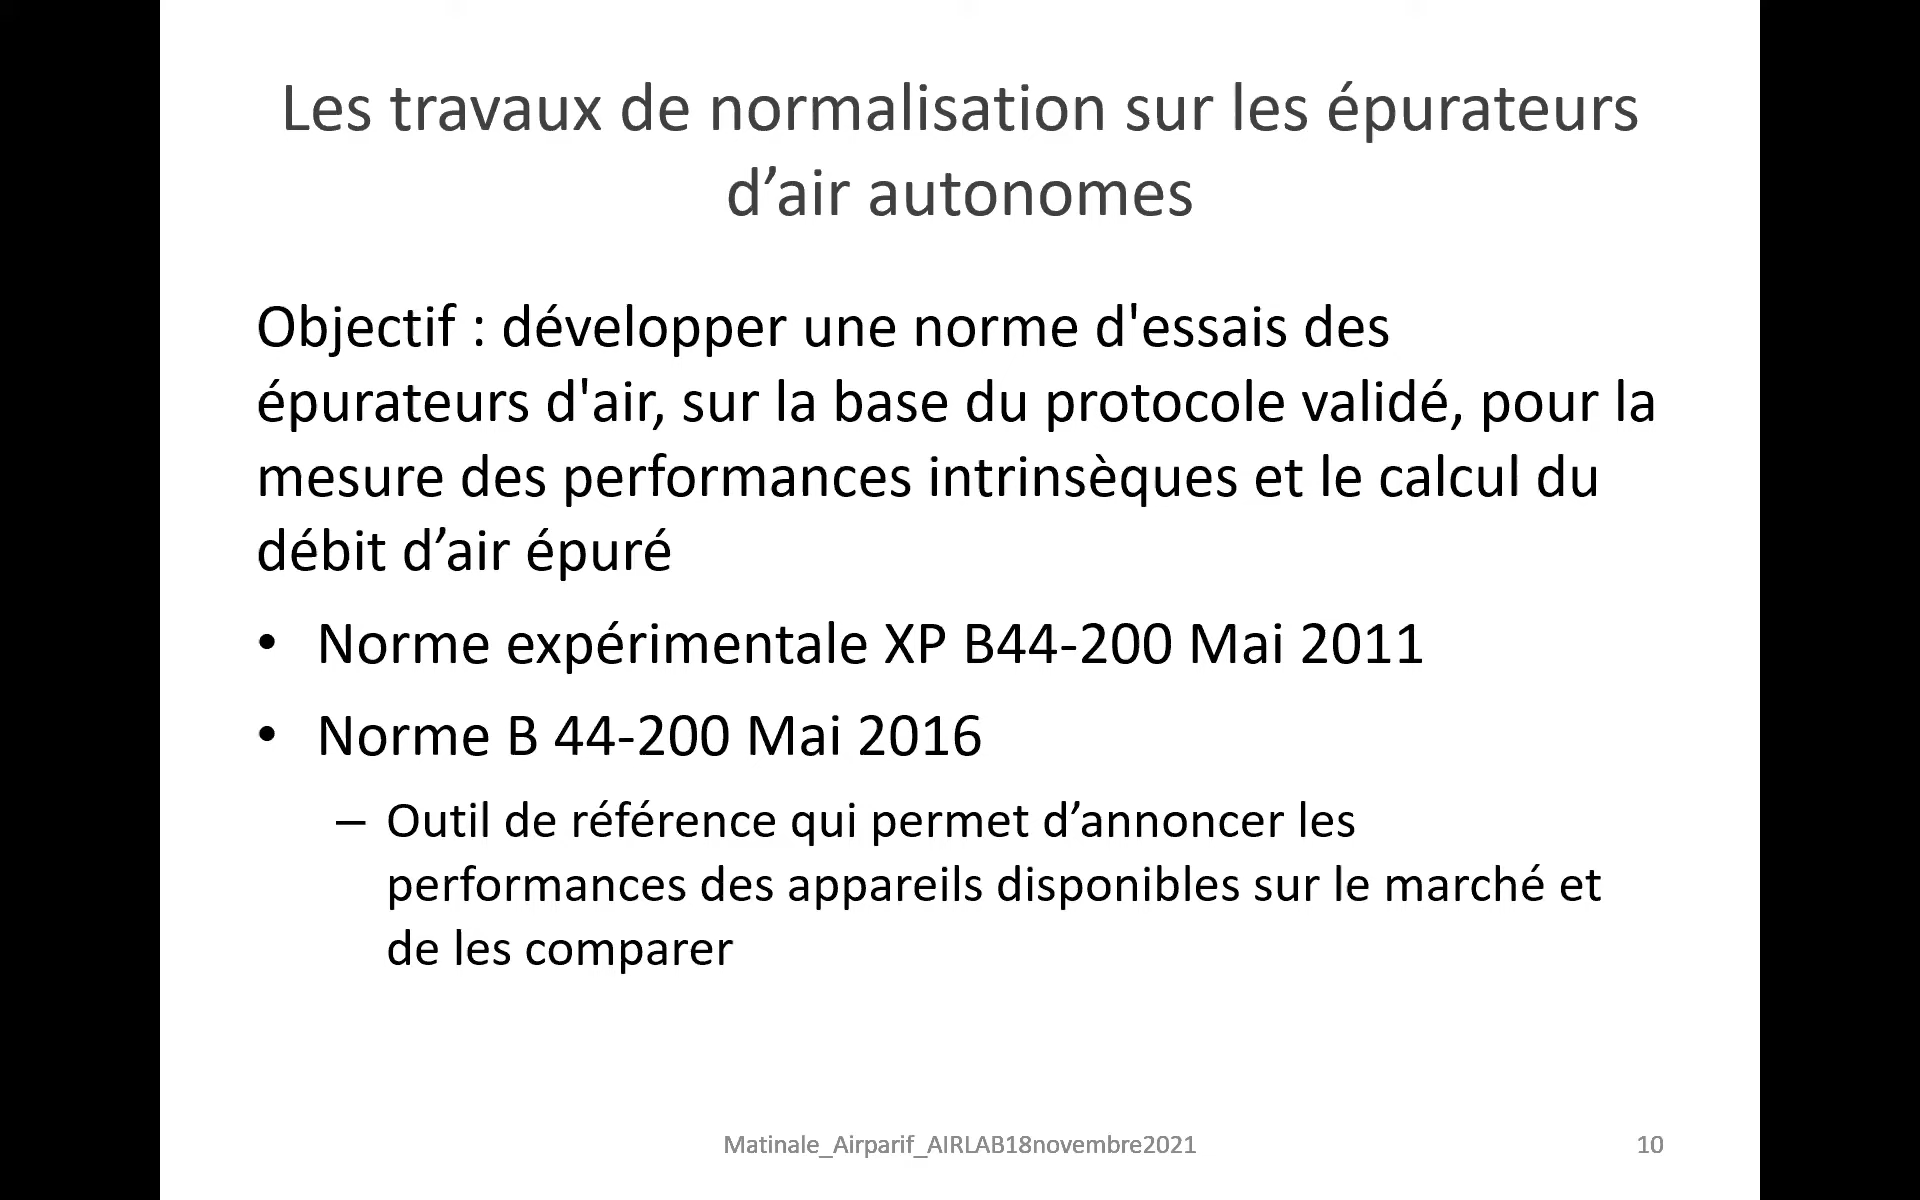 Les travaux de normalisation sur les épurateurs
d’air autonomes
Objectif : développer une norme d'essais des
épurateurs d'air, sur la base du protocole validé, pour la
mesure des performances intrinsèques et le calcul du
débit d’air épuré
• Norme expérimentale XP B44-200 Mai 2011
• Norme B 44-200 Mai 2016
– Outil de référence qui permet d’annoncer les
performances des appareils disponibles sur le marché et
de les comparer
Matinale_Airparif_AIRLAB18novembre2021
10